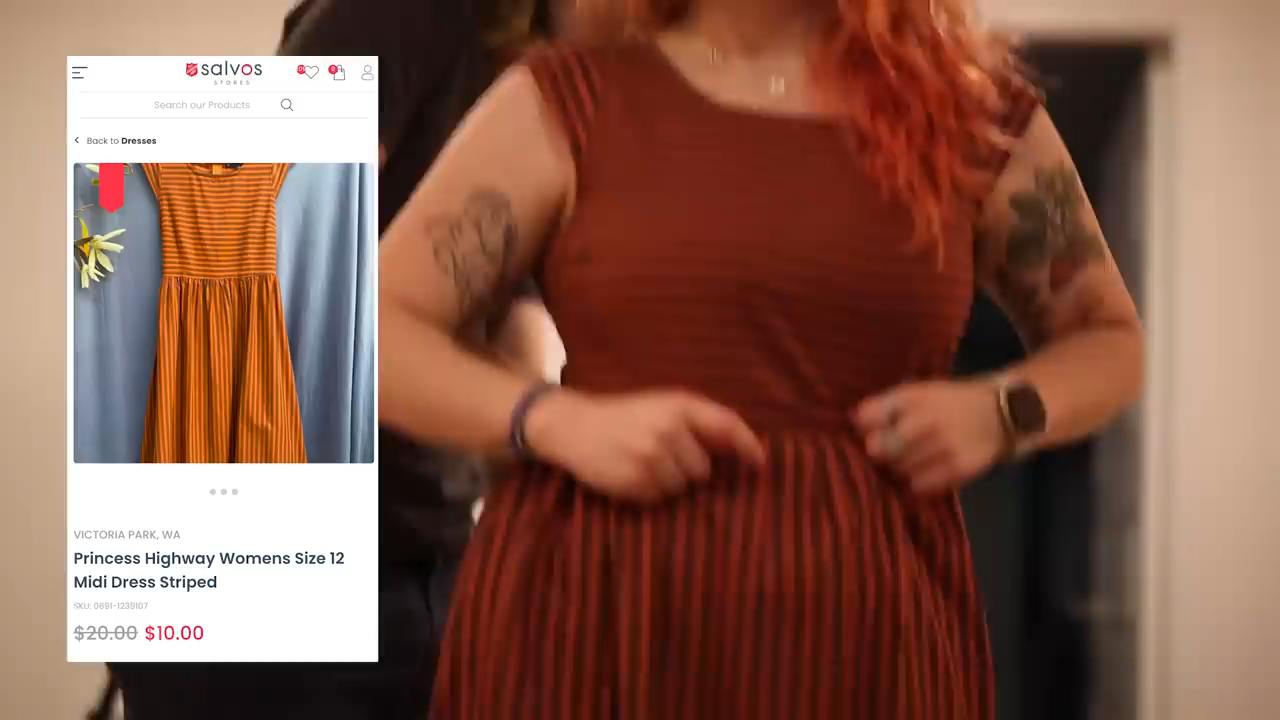 salvos
STORES
Search our Products
Back to Dresses
VICTORIA PARK, WA
Princess Highway Womens Size 12
Midi Dress Striped
SKU: 0691-1239107
$20.00 $10.00